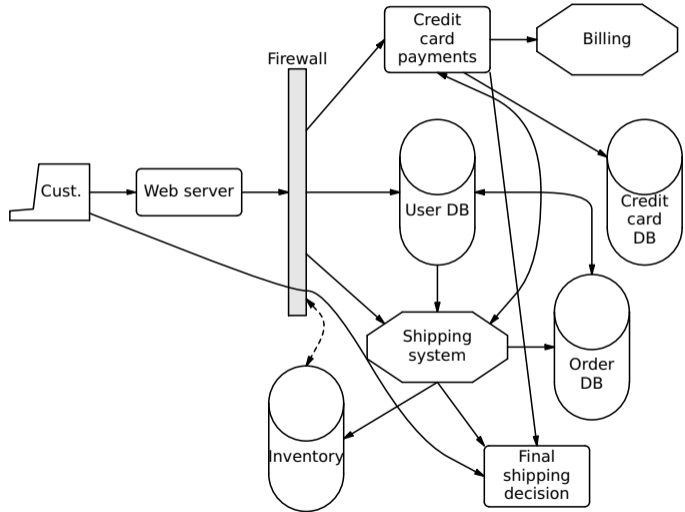 Credit
card
payments
Billing
Firewall
Cust.
Web server
User DB
Credit
card
DB
Shipping
system
Order
DB
Inventory
Final
shipping
decision